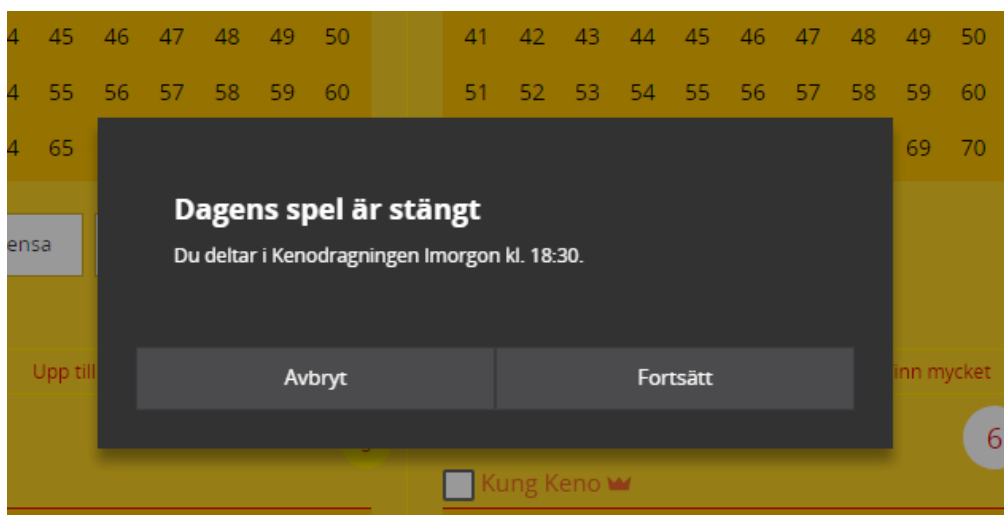 4 45 46 47 48 49 50 41 42 43 44 45 46 47 48 49 50
4 55 56 57 58 59 60 51 52 53 54 55 56 57 58 59 60
4 65 69 70
Dagens spel är stängt
ensa
Du deltar i Kenodragningen Imorgon kl. 18:30.
Upp till
Avbryt Fortsätt
inn mycket
6
Kung Keno